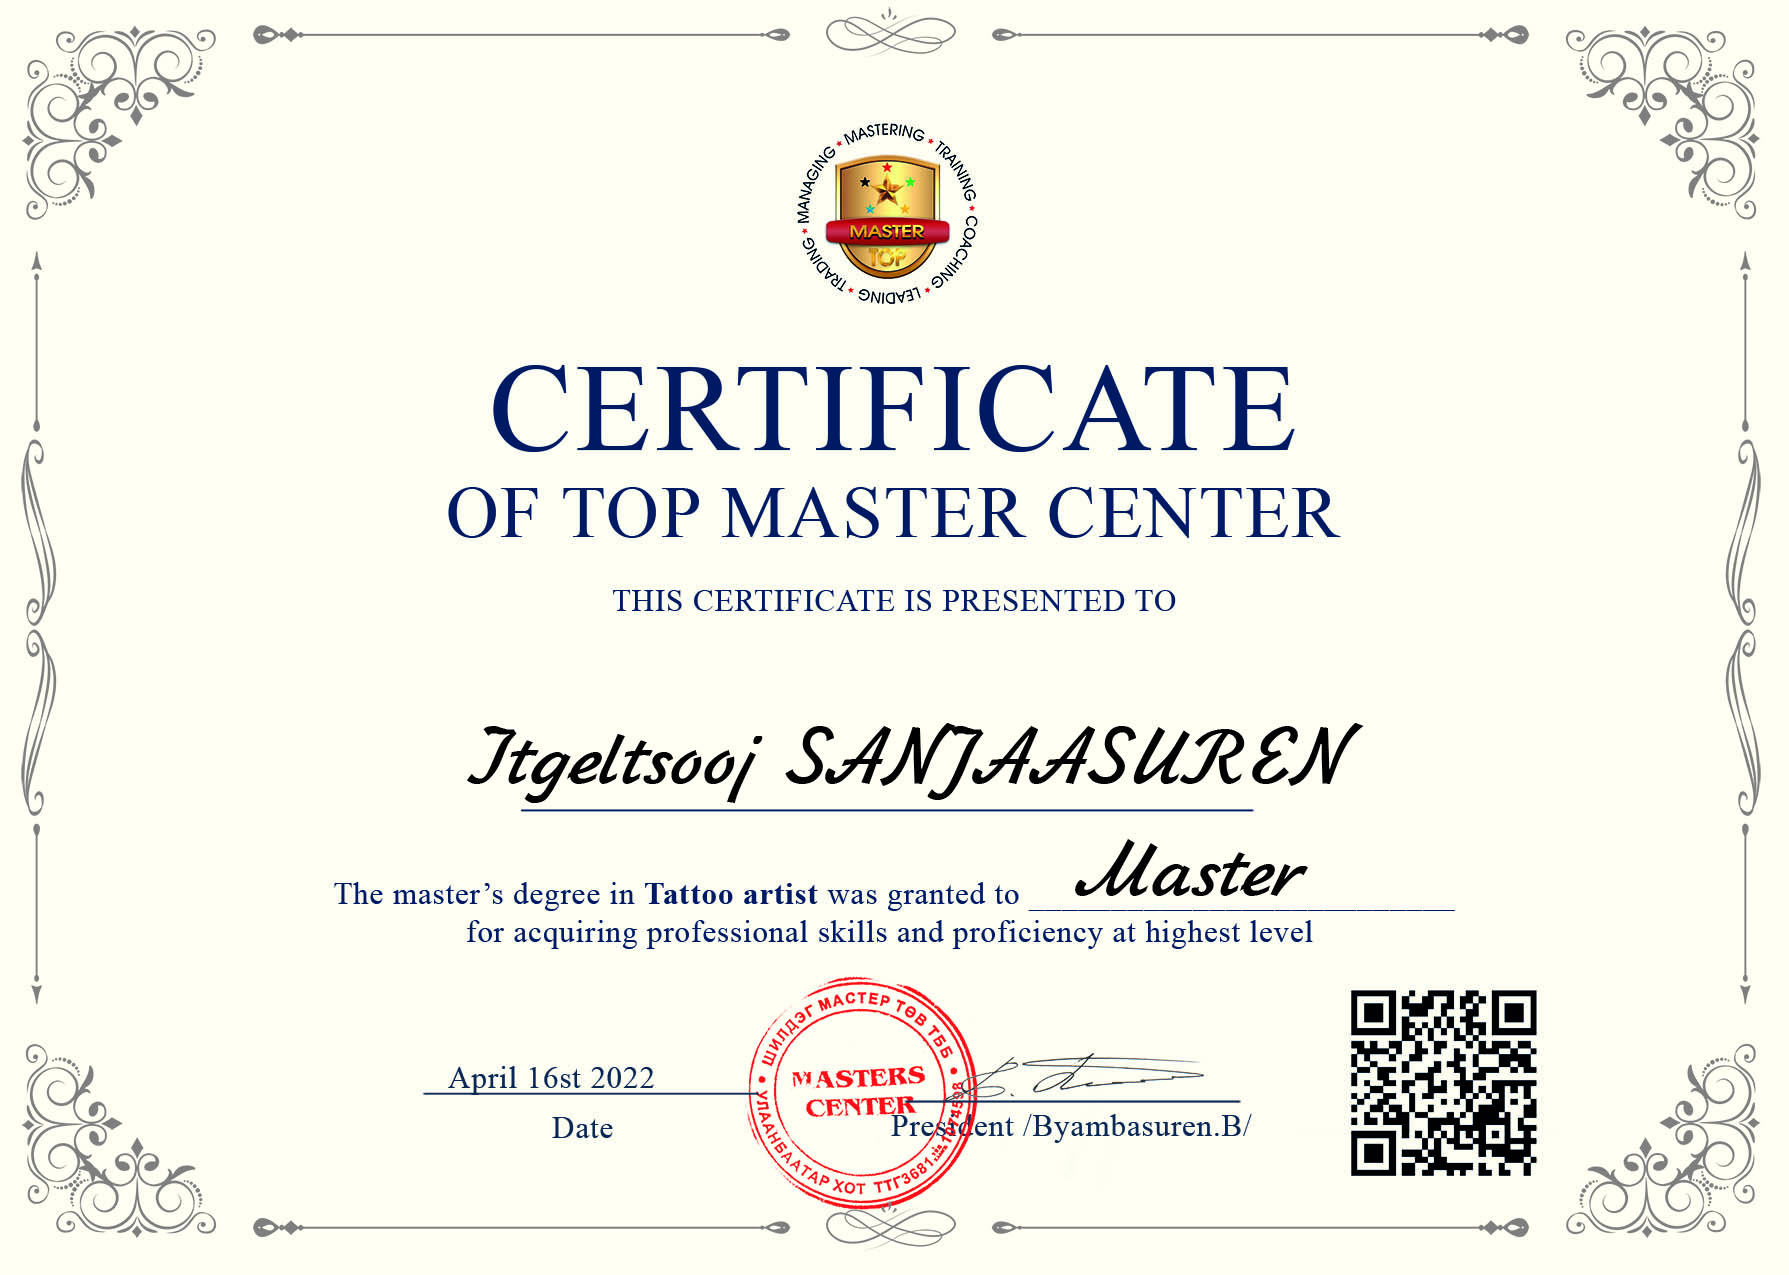 MANAGING * MASTERING * TRAINING * COACHING * LEADING * TRADING *
MASTER
TOP
CERTIFICATE
OF TOP MASTER CENTER
THIS CERTIFICATE IS PRESENTED TO
Itgeltsooj SANJAASUREN
Master
The master’s degree in Tattoo artist was granted to
for acquiring professional skills and proficiency at highest level
April 16st 2022
Date
• ШИЛДЭГ МАСТЕР ТӨВ ТББ •
MASTERS
CENTER
УЛААНБААТАР ХОТ ТТГ3681 1074598
President /Byambasuren.B/